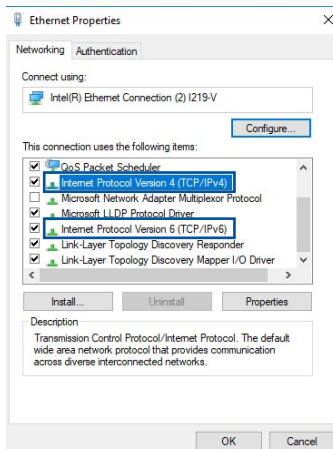 Ethernet Properties
Networking
Authentication
Connect using:
Intel(R) Ethernet Connection (2) I219-V
Configure...
This connection uses the following items:
QoS Packet Scheduler
Internet Protocol Version 4 (TCP/IPv4)
Microsoft Network Adapter Multiplexor Protocol
Microsoft LLDP Protocol Driver
Internet Protocol Version 6 (TCP/IPv6)
Link-Layer Topology Discovery Responder
Link-Layer Topology Discovery Mapper I/O Driver
Install...
Uninstall
Properties
Description
Transmission Control Protocol/Internet Protocol. The default
wide area network protocol that provides communication
across diverse interconnected networks.
OK
Cancel